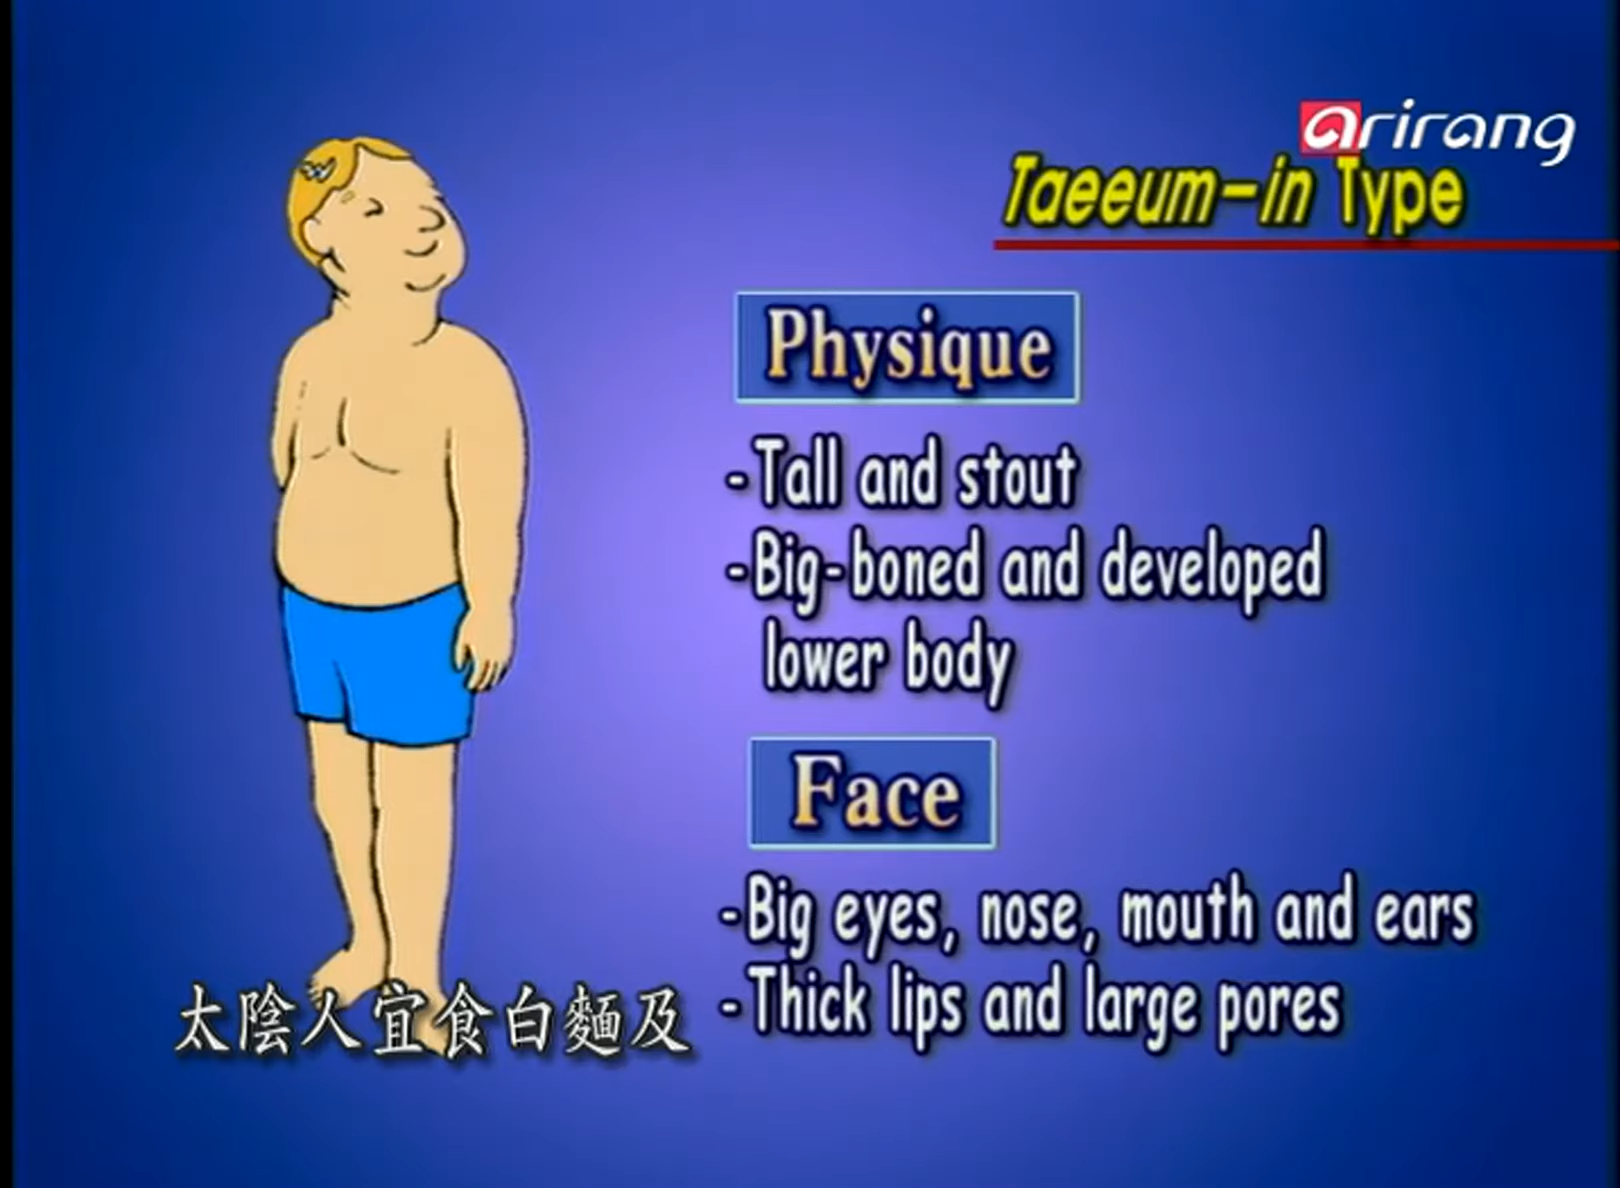 arirang
Taeeum-in Type
Physique
-Tall and stout
-Big-boned and developed
lower body
Face
-Big eyes, nose, mouth and ears
-Thick lips and large pores
太陰人宜食白麵及